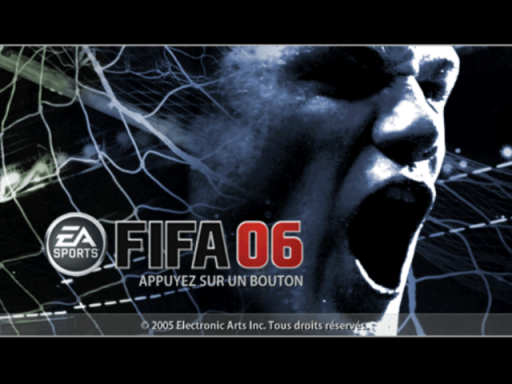 EA
SPORTS
FIFA 06
APPUYEZ SUR UN BOUTON
© 2005 Electronic Arts Inc. Tous droits réservés.